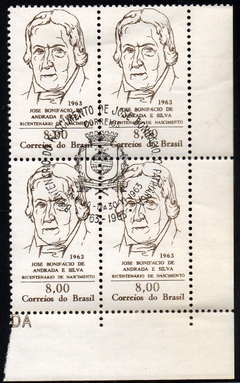 1963
JOSE BONIFACIO DE
ANDRADA E SILVA
BICENTENARIO DE NASCIMENTO
8,00
Correios do Brasil
1963
JOSE BONIFACIO DE
ANDRADA E SILVA
BICENTENARIO DE NASCIMENTO
8,00
Correios do Brasil
1963
JOSE BONIFACIO DE
ANDRADA E SILVA
BICENTENARIO DE NASCIMENTO
8,00
Correios do Brasil
1963
JOSE BONIFACIO DE
ANDRADA E SILVA
BICENTENARIO DE NASCIMENTO
8,00
Correios do Brasil
CORREIO
DA